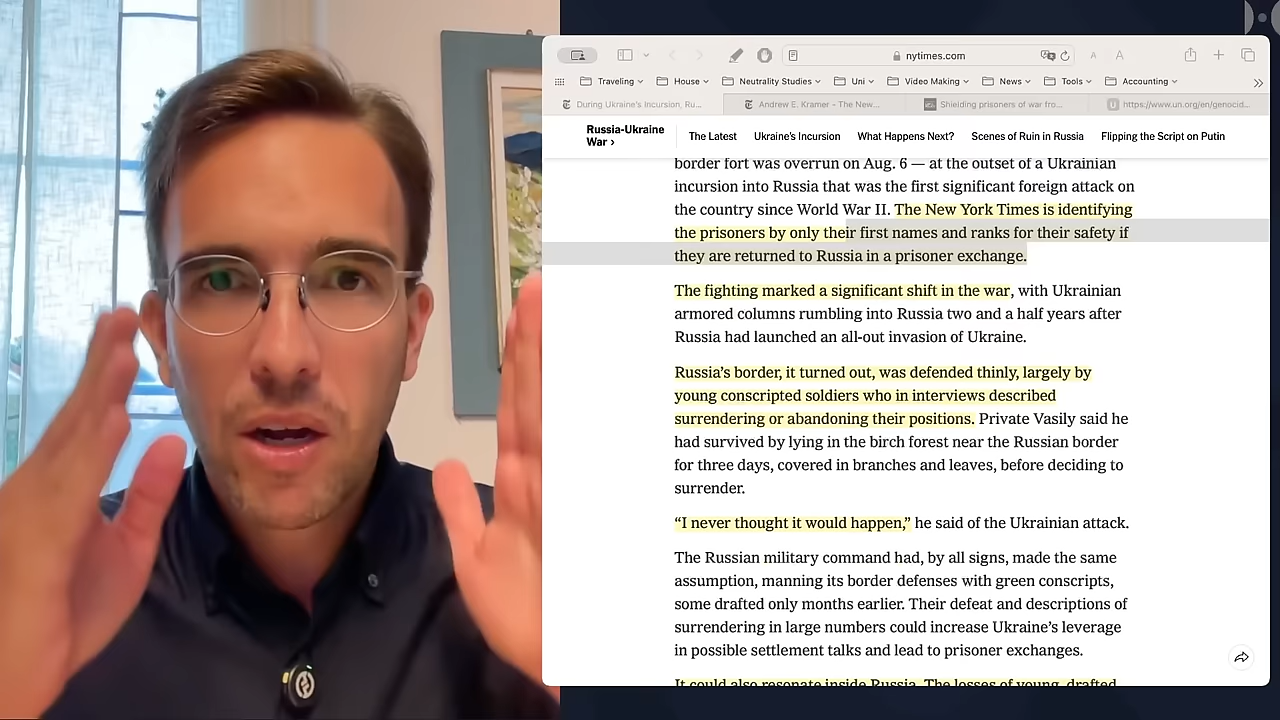 nytimes.com
A
A
Traveling
House
Neutrality Studies
Uni
Video Making
News
Tools
Accounting
During Ukraine's Incursion, Ru...
Andrew E. Kramer - The New...
Shielding prisoners of war fro...
https://www.un.org/en/genocid...
Russia-Ukraine
War ›
The Latest
Ukraine's Incursion
What Happens Next?
Scenes of Ruin in Russia
Flipping the Script on Putin
border fort was overrun on Aug. 6 — at the outset of a Ukrainian
incursion into Russia that was the first significant foreign attack on
the country since World War II. The New York Times is identifying
the prisoners by only their first names and ranks for their safety if
they are returned to Russia in a prisoner exchange.
The fighting marked a significant shift in the war, with Ukrainian
armored columns rumbling into Russia two and a half years after
Russia had launched an all-out invasion of Ukraine.
Russia's border, it turned out, was defended thinly, largely by
young conscripted soldiers who in interviews described
surrendering or abandoning their positions. Private Vasily said he
had survived by lying in the birch forest near the Russian border
for three days, covered in branches and leaves, before deciding to
surrender.
“I never thought it would happen,” he said of the Ukrainian attack.
The Russian military command had, by all signs, made the same
assumption, manning its border defenses with green conscripts,
some drafted only months earlier. Their defeat and descriptions of
surrendering in large numbers could increase Ukraine's leverage
in possible settlement talks and lead to prisoner exchanges.
It could also resonate inside Russia. The losses of young, drafted